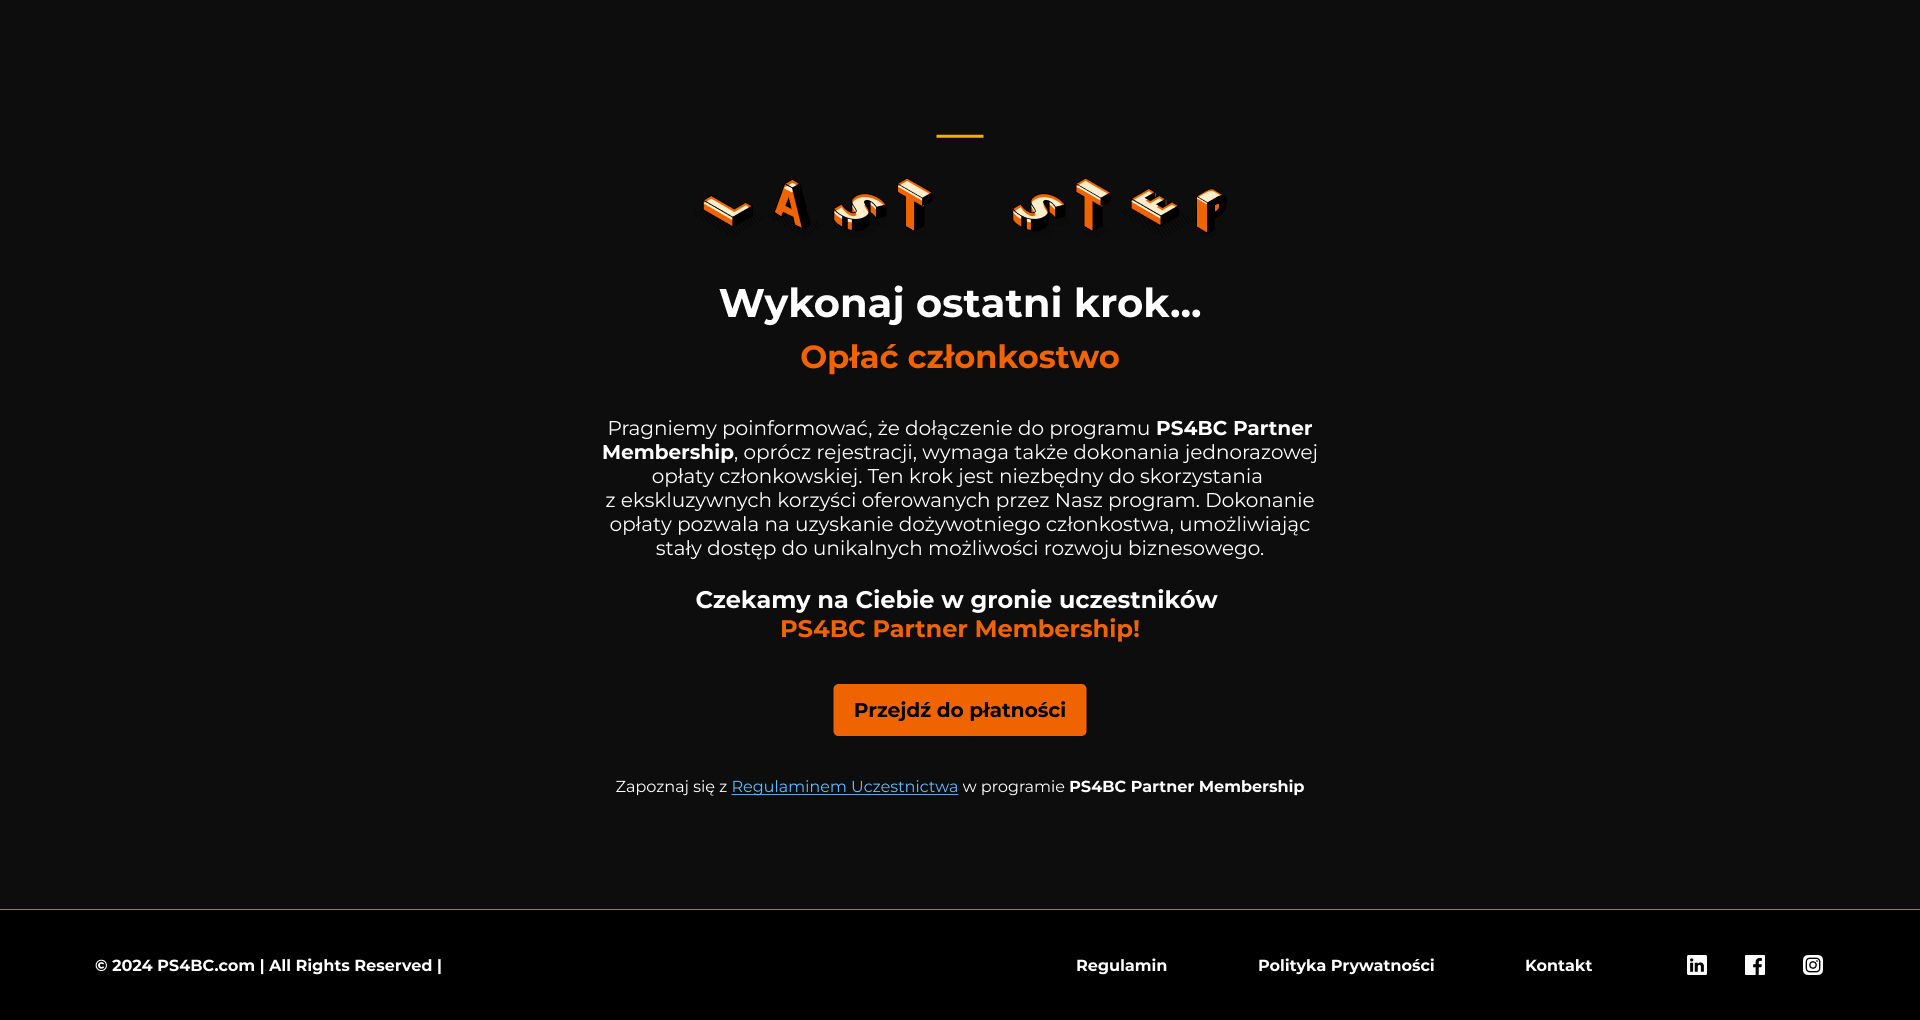 LAST STEP
Wykonaj ostatni krok...
Opłać członkostwo
Pragniemy poinformować, że dołączenie do programu PS4BC Partner
Membership, oprócz rejestracji, wymaga także dokonania jednorazowej
opłaty członkowskiej. Ten krok jest niezbędny do skorzystania
z ekskluzywnych korzyści oferowanych przez Nasz program. Dokonanie
opłaty pozwala na uzyskanie dożywotniego członkostwa, umożliwiając
stały dostęp do unikalnych możliwości rozwoju biznesowego.
Czekamy na Ciebie w gronie uczestników
PS4BC Partner Membership!
Przejdź do płatności
Zapoznaj się z Regulaminem Uczestnictwa w programie PS4BC Partner Membership
© 2024 PS4BC.com | All Rights Reserved | Regulamin Polityka Prywatności Kontakt